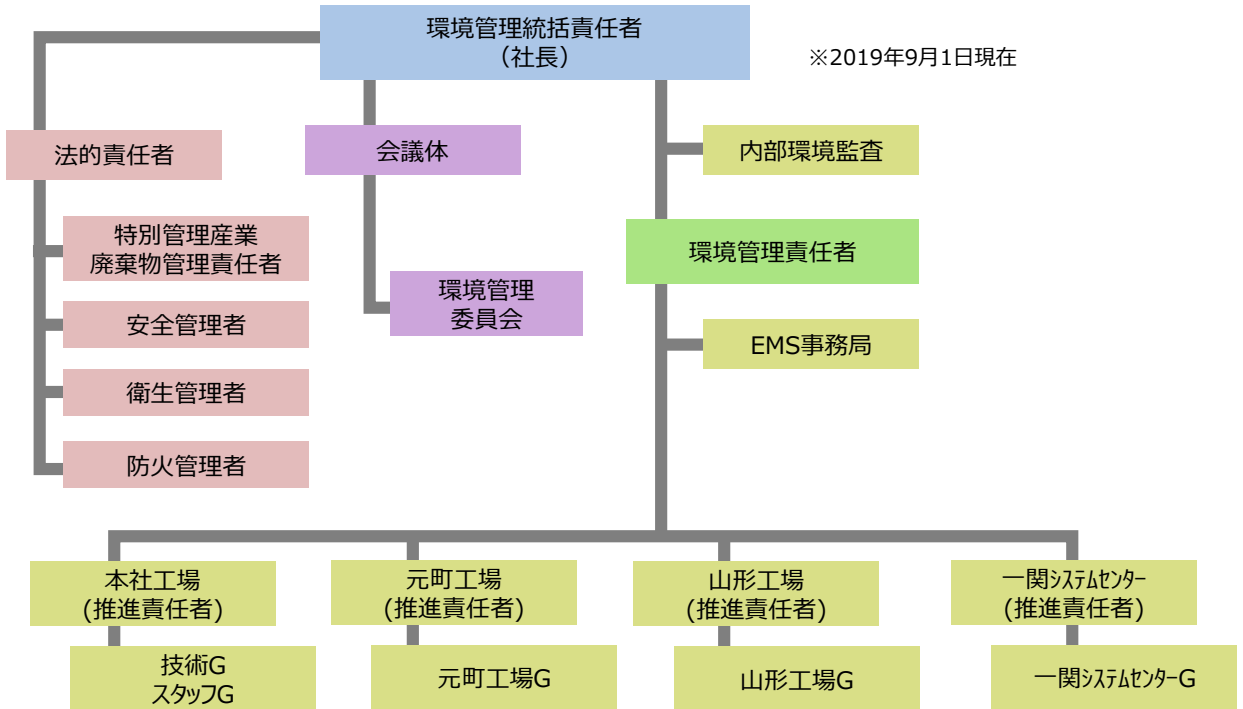 環境管理統括責任者
(社長)
※2019年9月1日現在
法的責任者
会議体
内部環境監査
特別管理産業
廃棄物管理責任者
環境管理責任者
環境管理
委員会
安全管理者
EMS事務局
衛生管理者
防火管理者
本社工場
(推進責任者)
元町工場
(推進責任者)
山形工場
(推進責任者)
一関ｼｽﾃﾑｾﾝﾀｰ
(推進責任者)
技術G
スタッフG
元町工場G
山形工場G
一関ｼｽﾃﾑｾﾝﾀｰG